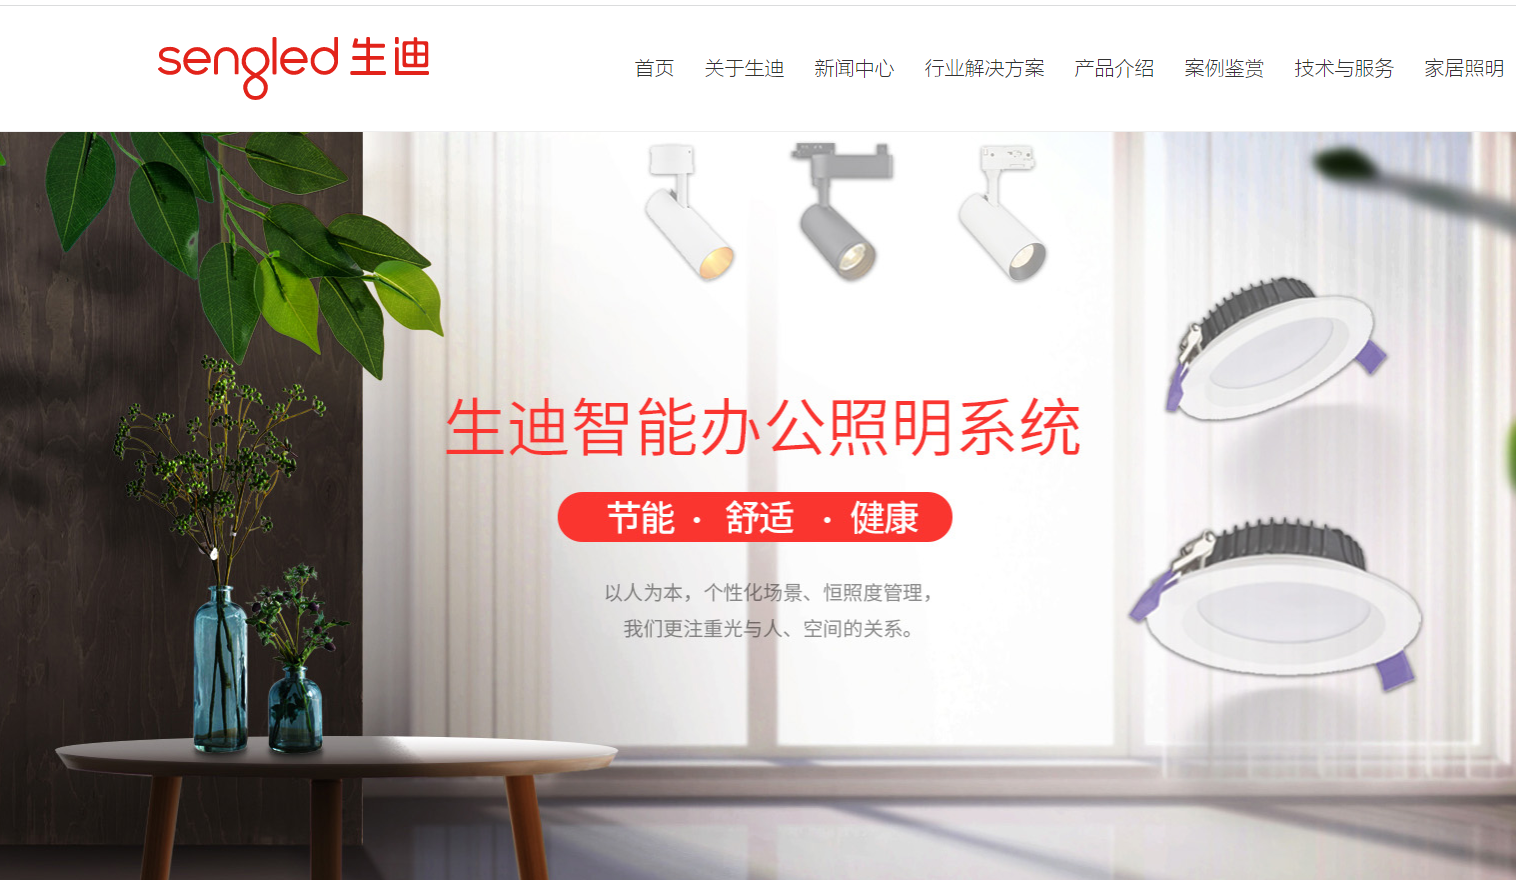 sengled 生迪
首页 关于生迪 新闻中心 行业解决方案 产品介绍 案例鉴赏 技术与服务 家居照明
生迪智能办公照明系统
节能 · 舒适 · 健康
以人为本，个性化场景、恒照度管理，
我们更注重光与人、空间的关系。